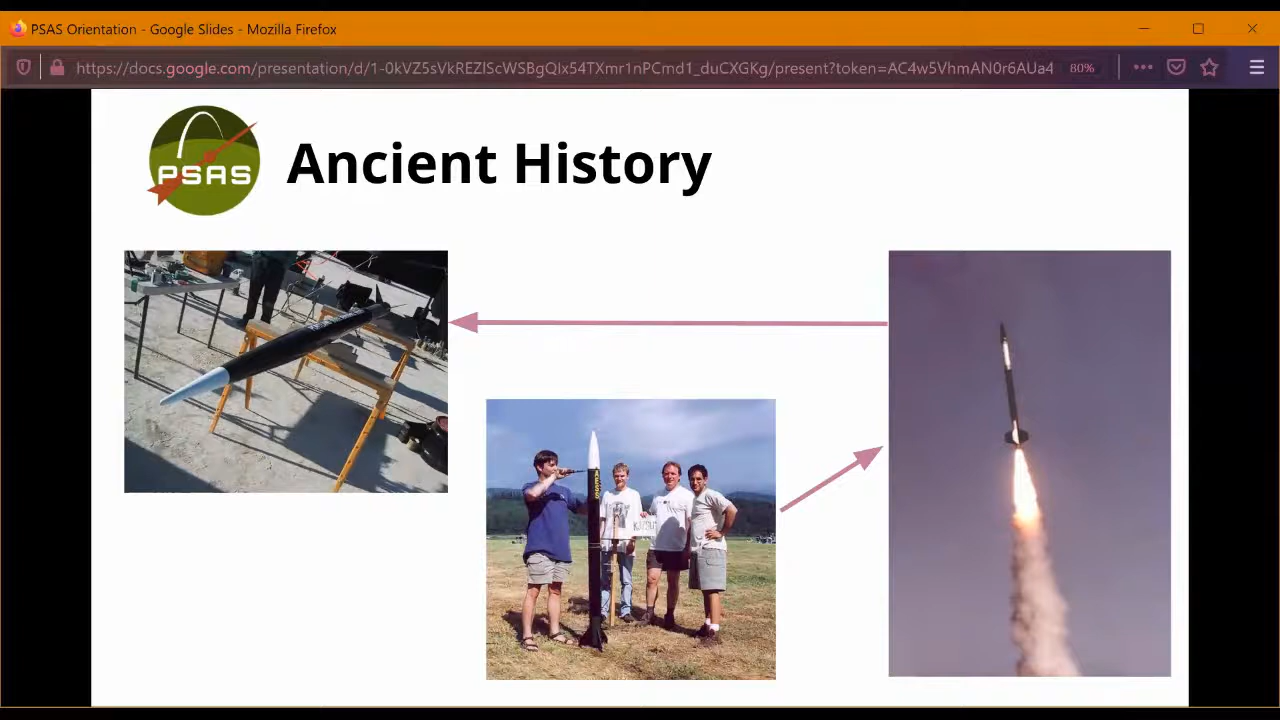 PSAS Orientation - Google Slides - Mozilla Firefox
https://docs.google.com/presentation/d/1-0kVZ5sVkREZlScWSBgQIx54TXmr1nPCmd1_duCXGKg/present?token=AC4w5VhmAN0r6AUa4
80%
PSAS
Ancient History